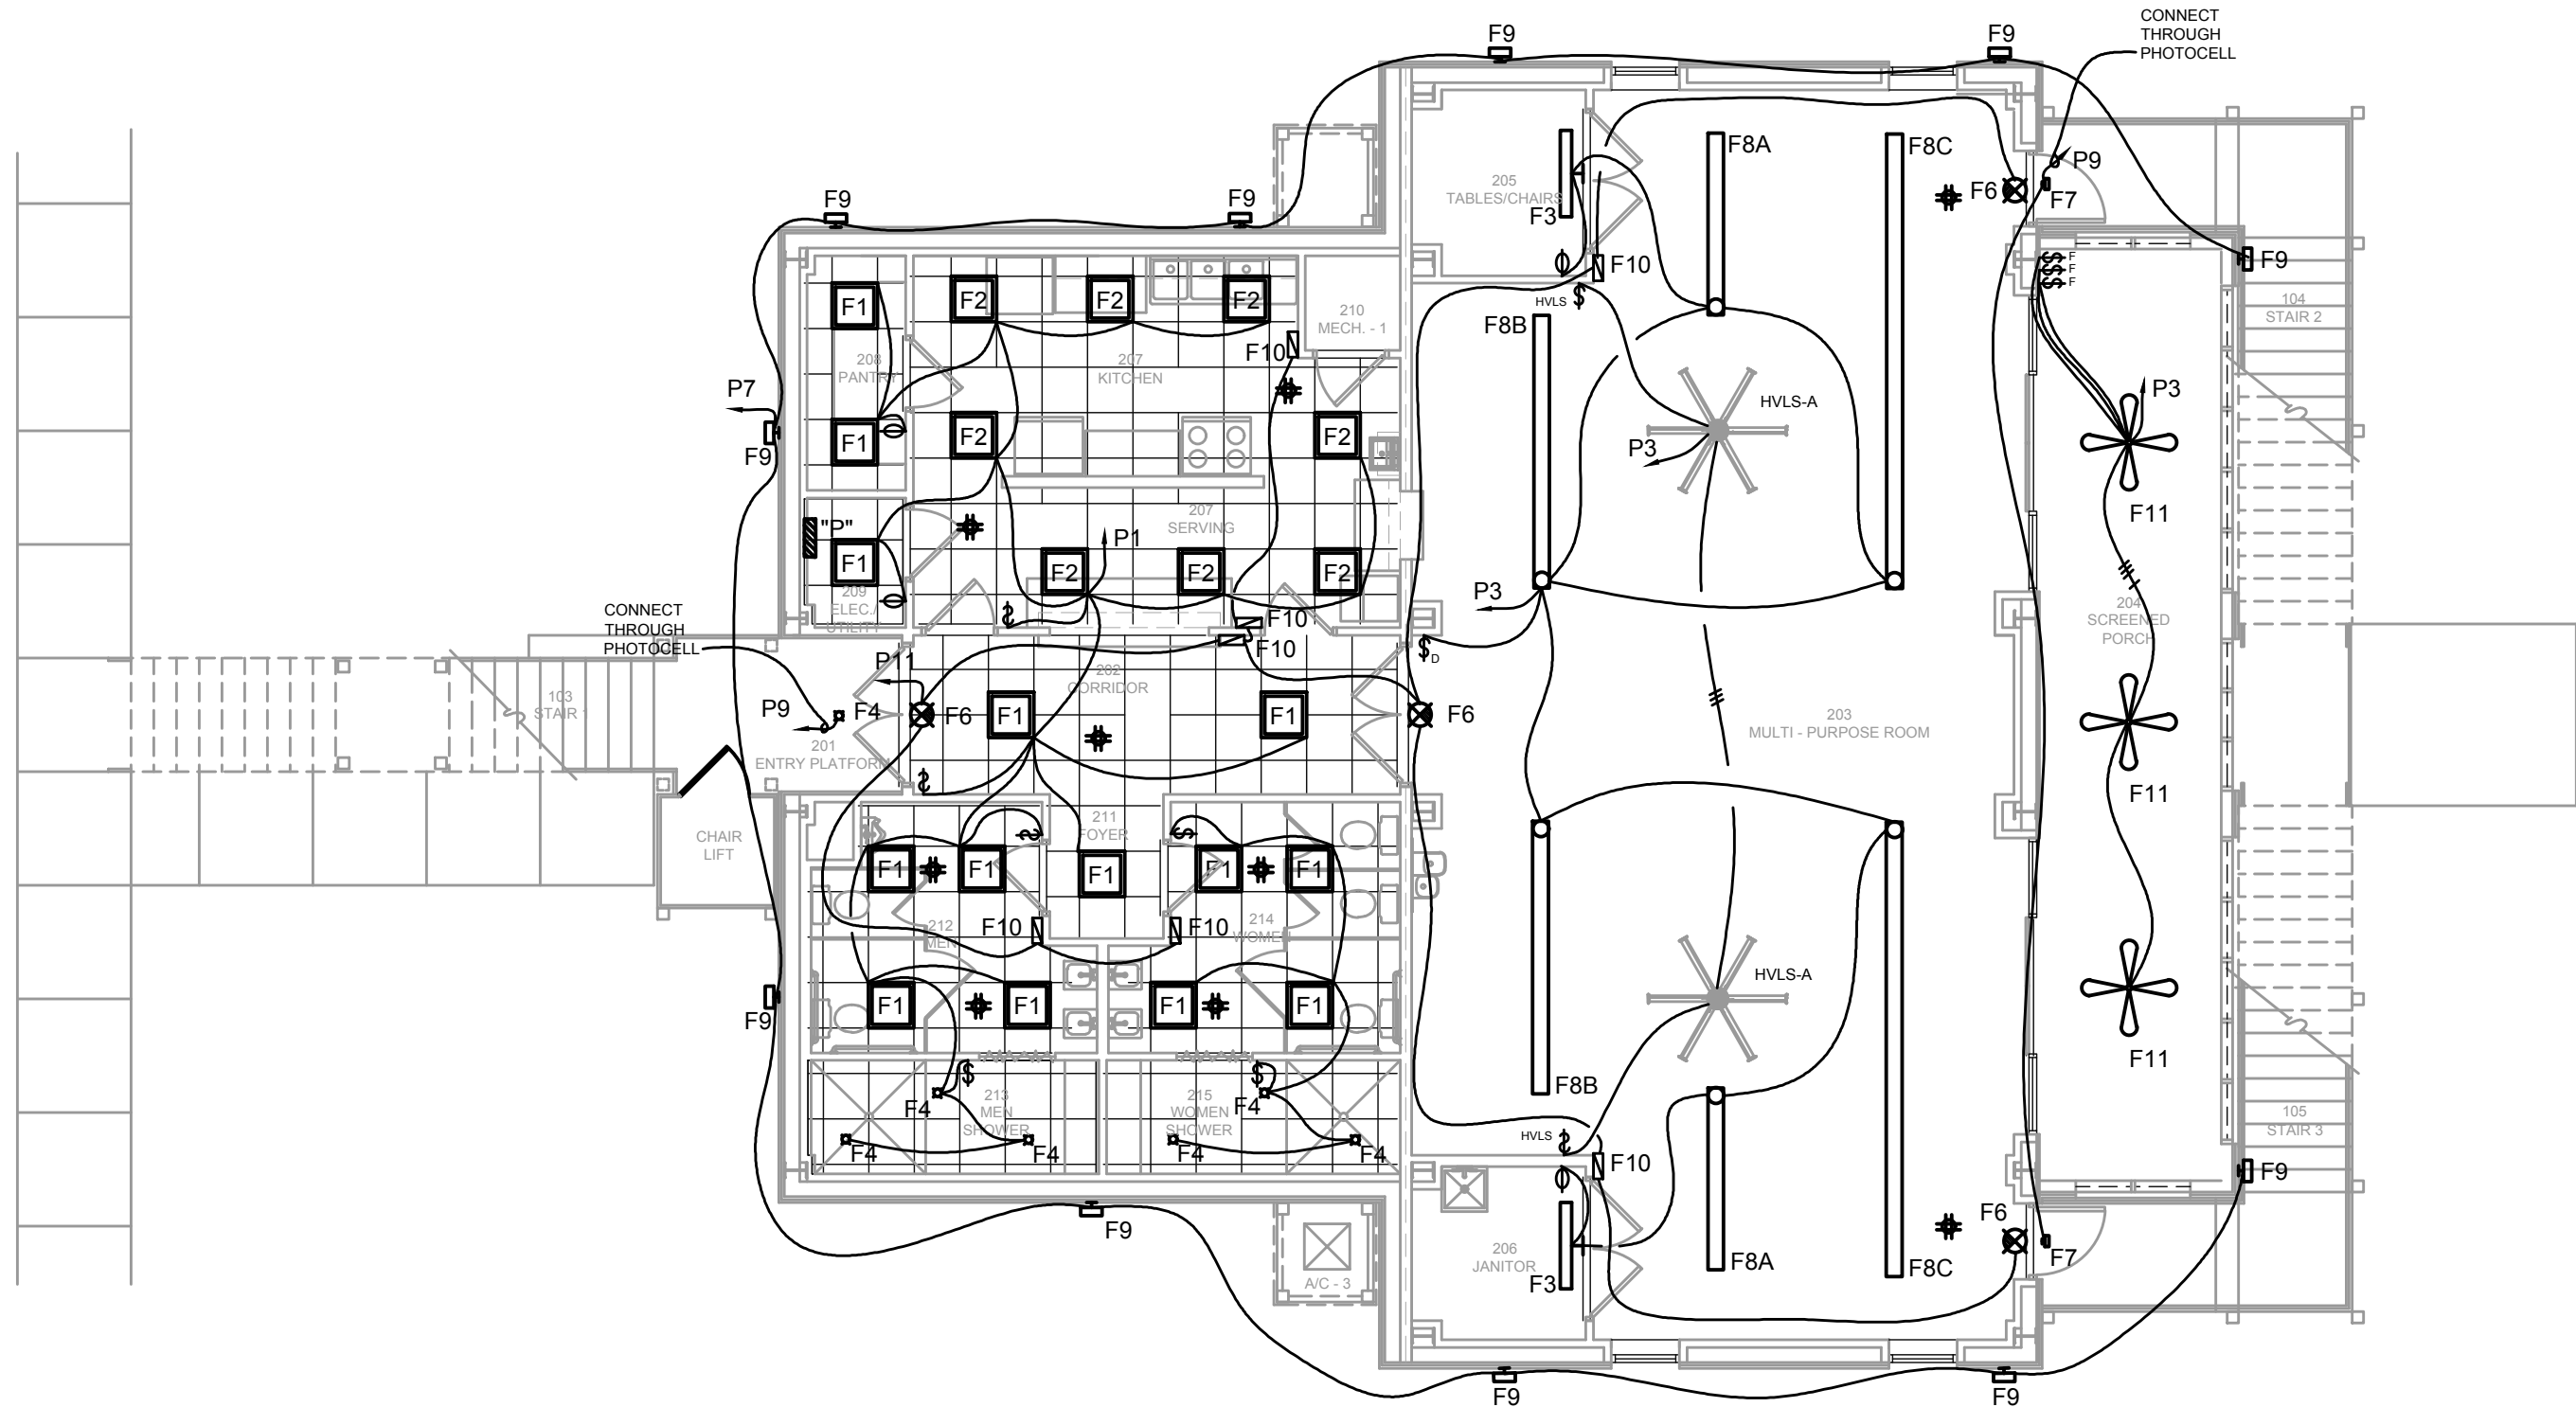 CONNECT
THROUGH
PHOTOCELL
F9
F9
F9
F9
205
TABLES/CHAIRS
F3
F8A
F8C
F6
P9
F7
F10
HVLS
F9
F
F
F
104
STAIR 2
F1
F2
F2
F2
210
MECH. - 1
F10
208
PANTRY
207
KITCHEN
F8B
P7
F9
F1
F2
F2
HVLS-A
P3
P3
F11
"P"
F1
207
SERVING
P1
F2
F2
F2
209
ELEC./
UTILITY
P3
F10
F10
D
204
SCREENED
PORCH
CONNECT
THROUGH
PHOTOCELL
P11
202
CORRIDOR
103
STAIR 1
P9
F4
F6
F1
F1
F6
203
MULTI - PURPOSE ROOM
201
ENTRY PLATFORM
F11
CHAIR
LIFT
211
FOYER
F1
F1
F1
F1
F1
212
MEN
F10
F10
214
WOMEN
HVLS-A
F9
F1
F1
F1
F1
F11
F8B
F4
213
MEN
SHOWER
F4
215
WOMEN
SHOWER
F4
F4
F4
F4
HVLS
F10
105
STAIR 3
F9
F9
206
JANITOR
F3
F8A
F8C
F6
F7
A/C - 3
F9
F9